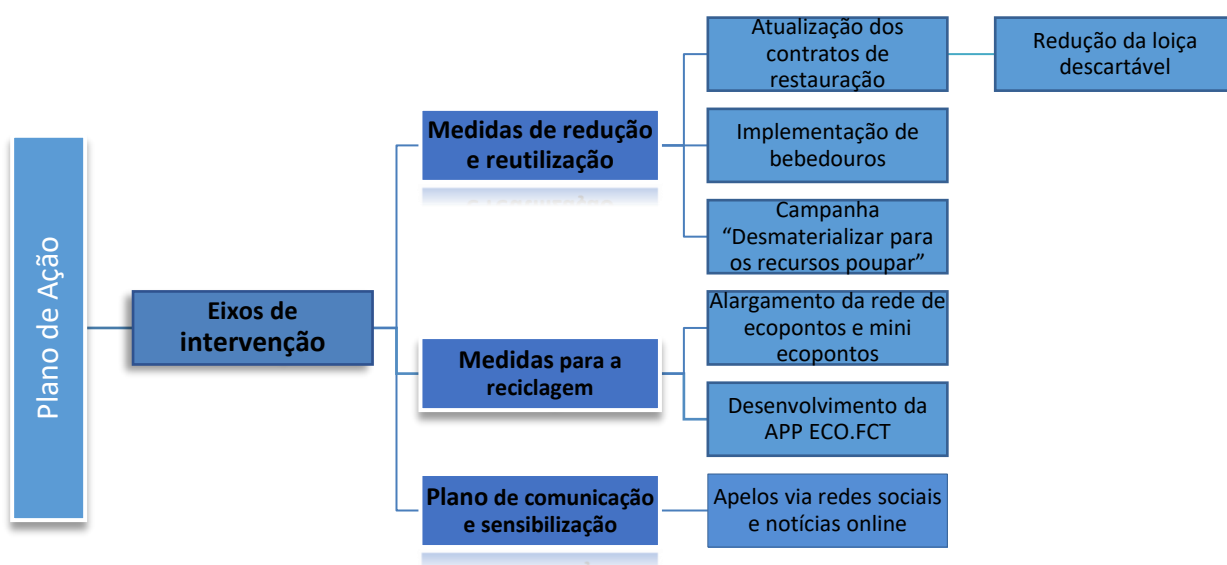 Plano de Ação
Eixos de
intervenção
Medidas de redução
e reutilização
Atualização dos
contratos de
restauração
Redução da loiça
descartável
Implementação de
bebedouros
Campanha
“Desmaterializar para
os recursos poupar”
Medidas para a
reciclagem
Alargamento da rede de
ecopontos e mini
ecopontos
Desenvolvimento da
APP ECO.FCT
Plano de comunicação
e sensibilização
Apelos via redes sociais
e notícias online